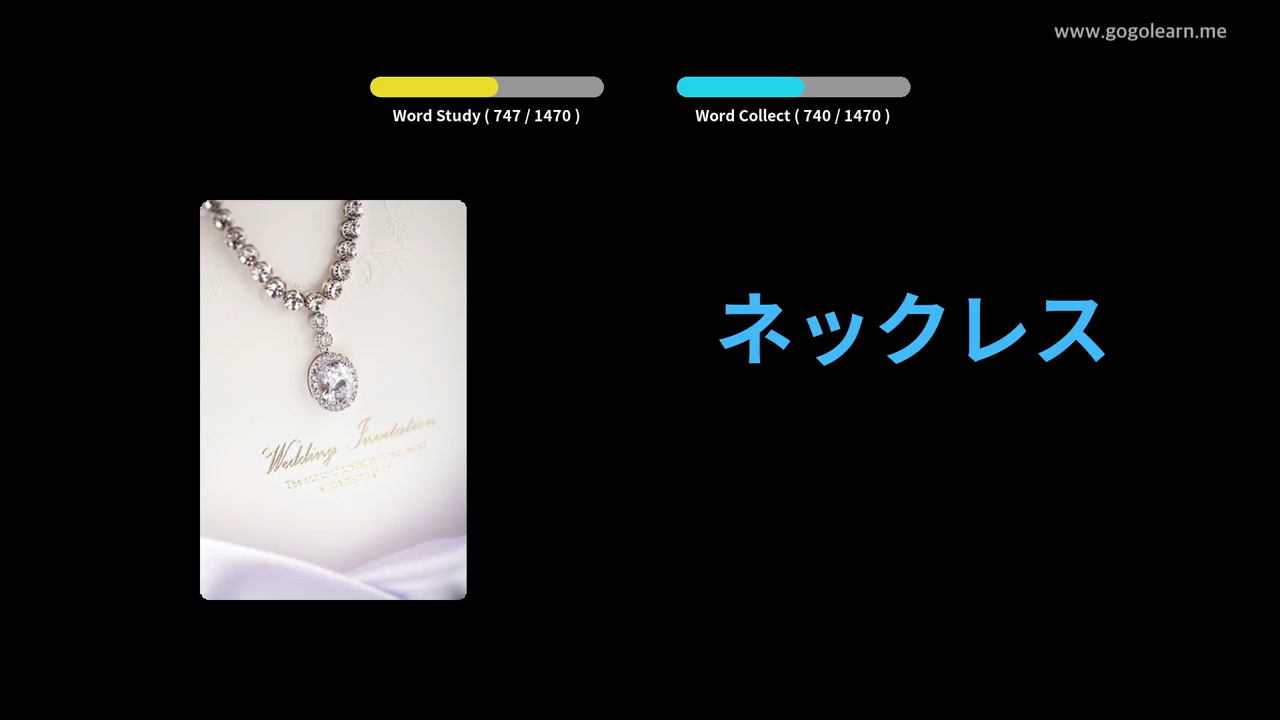 www.gogolearn.me
Word Study ( 747 / 1470 )
Word Collect ( 740 / 1470 )
ネックレス
Wedding Invitation